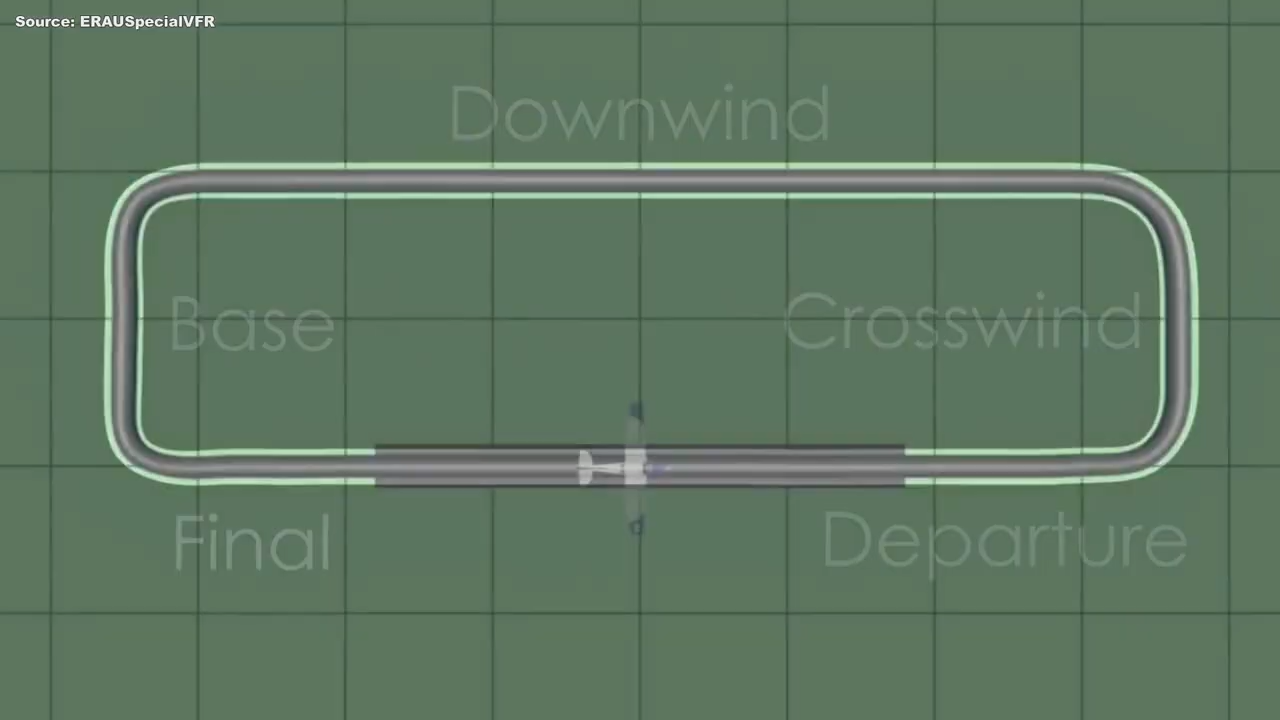 Source: ERAUSpecialVFR
Downwind
Base
Crosswind
Final
Departure